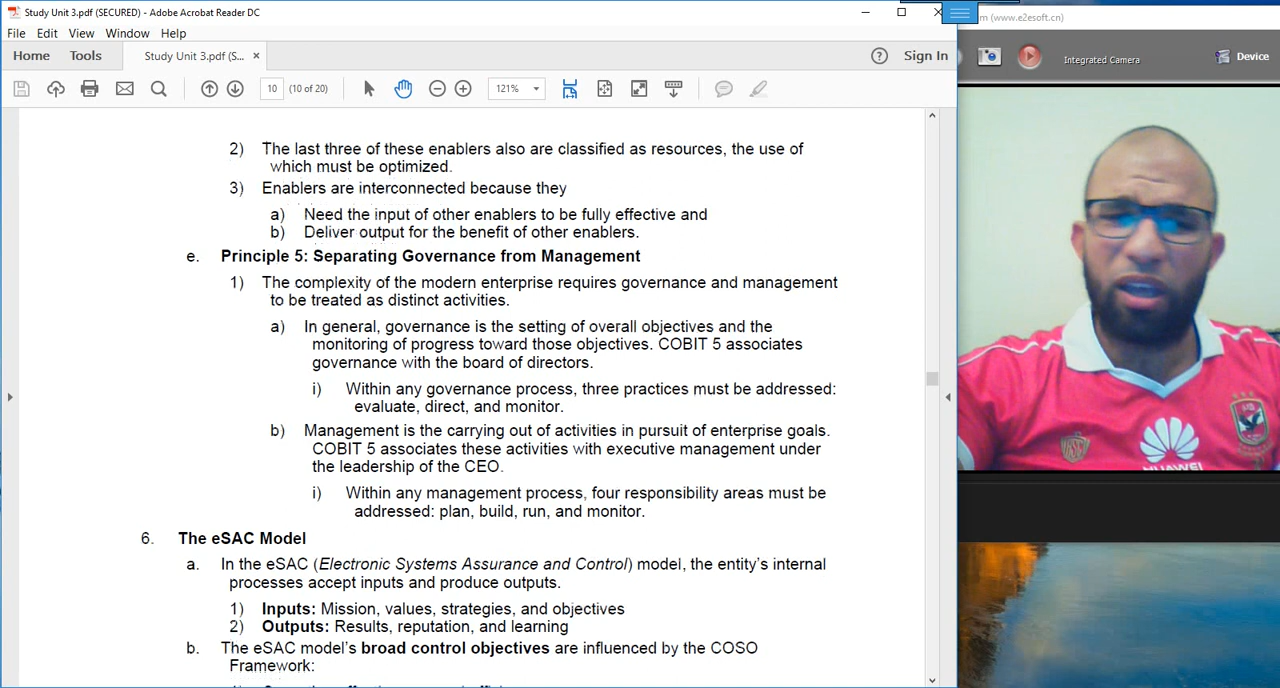 Study Unit 3.pdf (SECURED) - Adobe Acrobat Reader DC
m (www.e2esoft.cn)
File Edit View Window Help
Home Tools Study Unit 3.pdf (S... × Sign In
Integrated Camera Device
10 (10 of 20) 121%
2) The last three of these enablers also are classified as resources, the use of
which must be optimized.
3) Enablers are interconnected because they
a) Need the input of other enablers to be fully effective and
b) Deliver output for the benefit of other enablers.
e. Principle 5: Separating Governance from Management
1) The complexity of the modern enterprise requires governance and management
to be treated as distinct activities.
a) In general, governance is the setting of overall objectives and the
monitoring of progress toward those objectives. COBIT 5 associates
governance with the board of directors.
i) Within any governance process, three practices must be addressed:
evaluate, direct, and monitor.
b) Management is the carrying out of activities in pursuit of enterprise goals.
COBIT 5 associates these activities with executive management under
the leadership of the CEO.
i) Within any management process, four responsibility areas must be
addressed: plan, build, run, and monitor.
6. The eSAC Model
a. In the eSAC (Electronic Systems Assurance and Control) model, the entity's internal
processes accept inputs and produce outputs.
1) Inputs: Mission, values, strategies, and objectives
2) Outputs: Results, reputation, and learning
b. The eSAC model's broad control objectives are influenced by the COSO
Framework:
HUAWEI